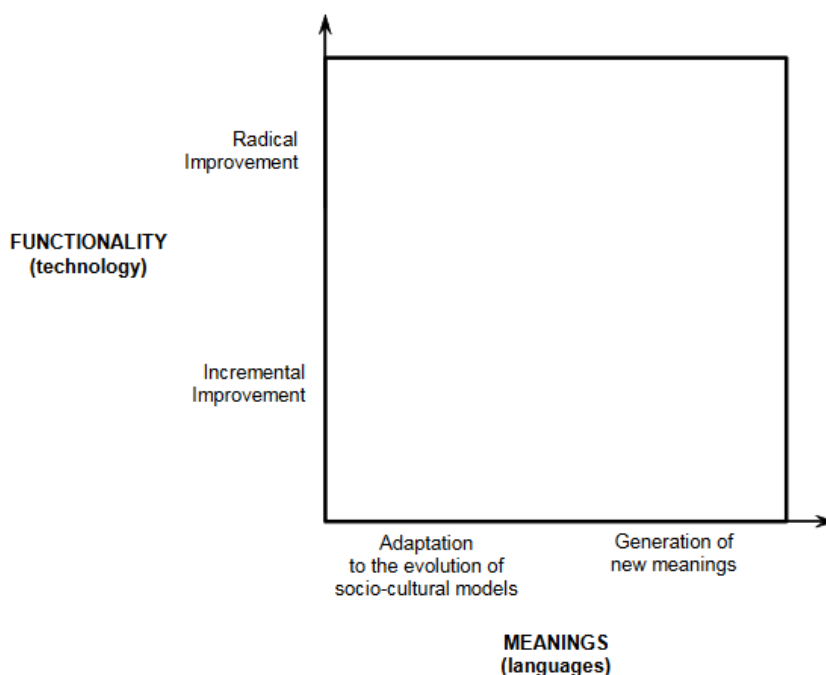 Radical
Improvement
FUNCTIONALITY
(technology)
Incremental
Improvement
Adaptation
to the evolution of
socio-cultural models
Generation of
new meanings
MEANINGS
(languages)